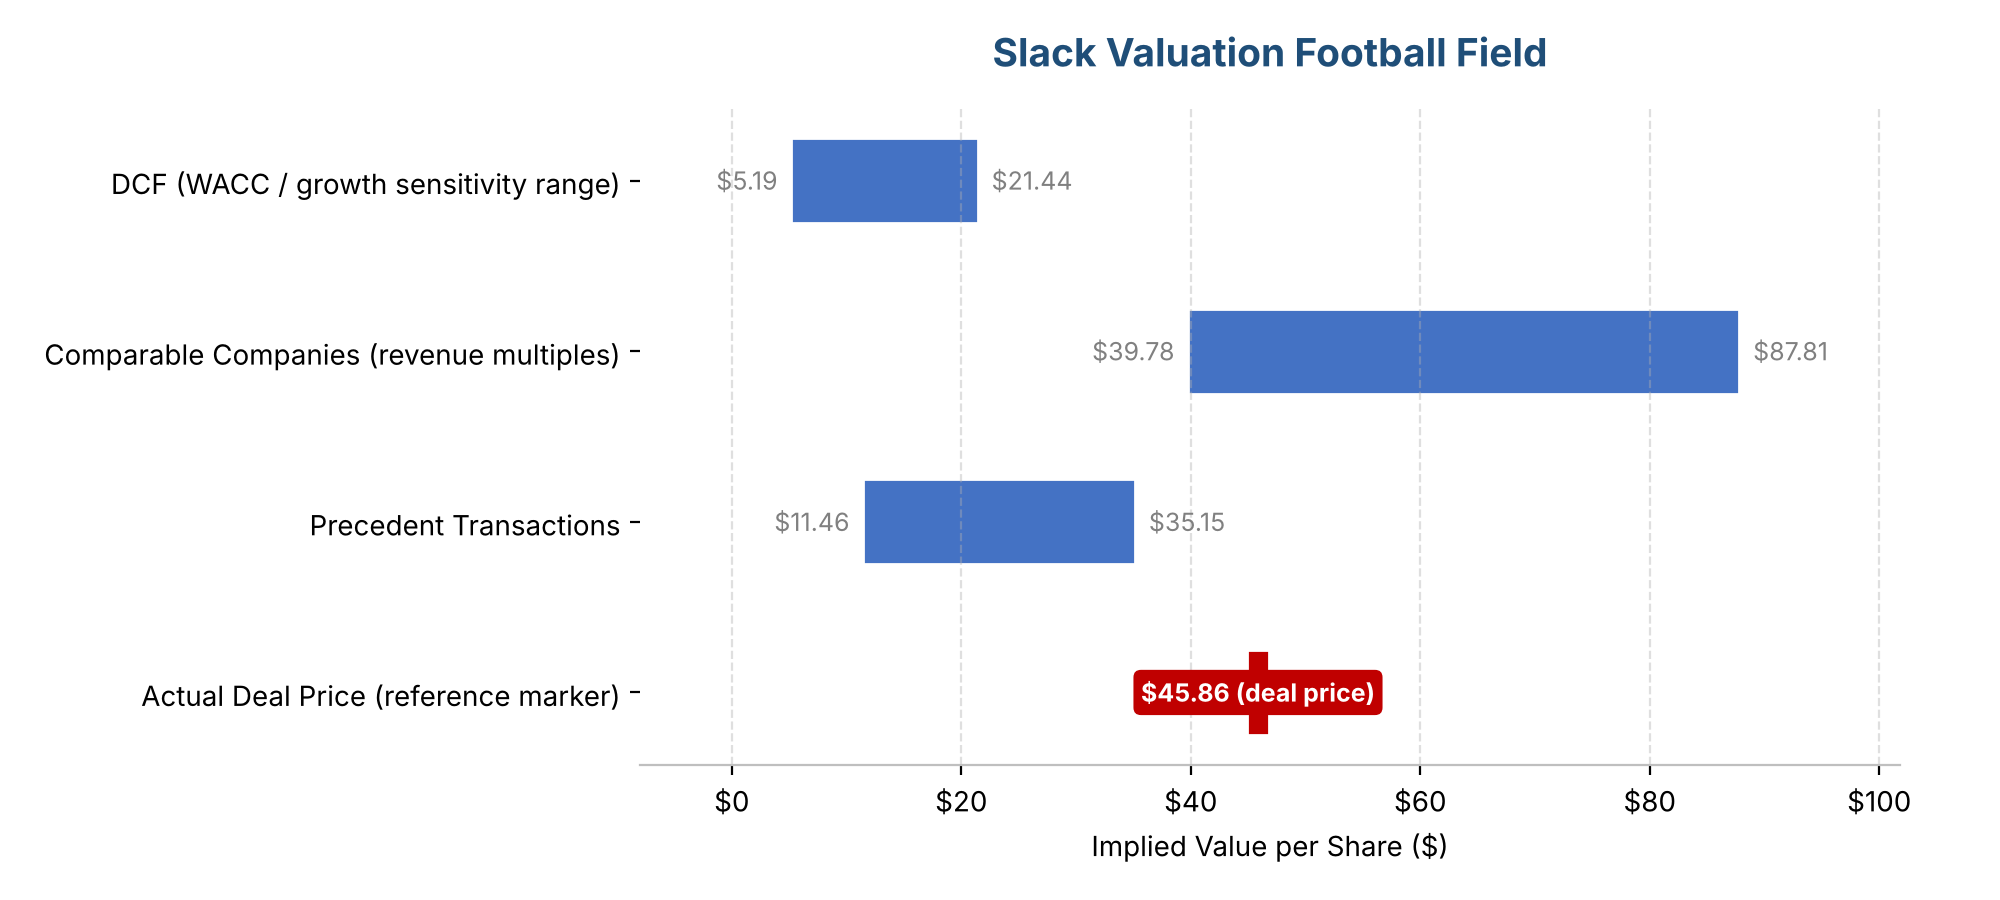 Slack Valuation Football Field
DCF (WACC / growth sensitivity range)
$5.19
$21.44
Comparable Companies (revenue multiples)
$39.78
$87.81
Precedent Transactions
$11.46
$35.15
Actual Deal Price (reference marker)
$45.86 (deal price)
$0
$20
$40
$60
$80
$100
Implied Value per Share ($)